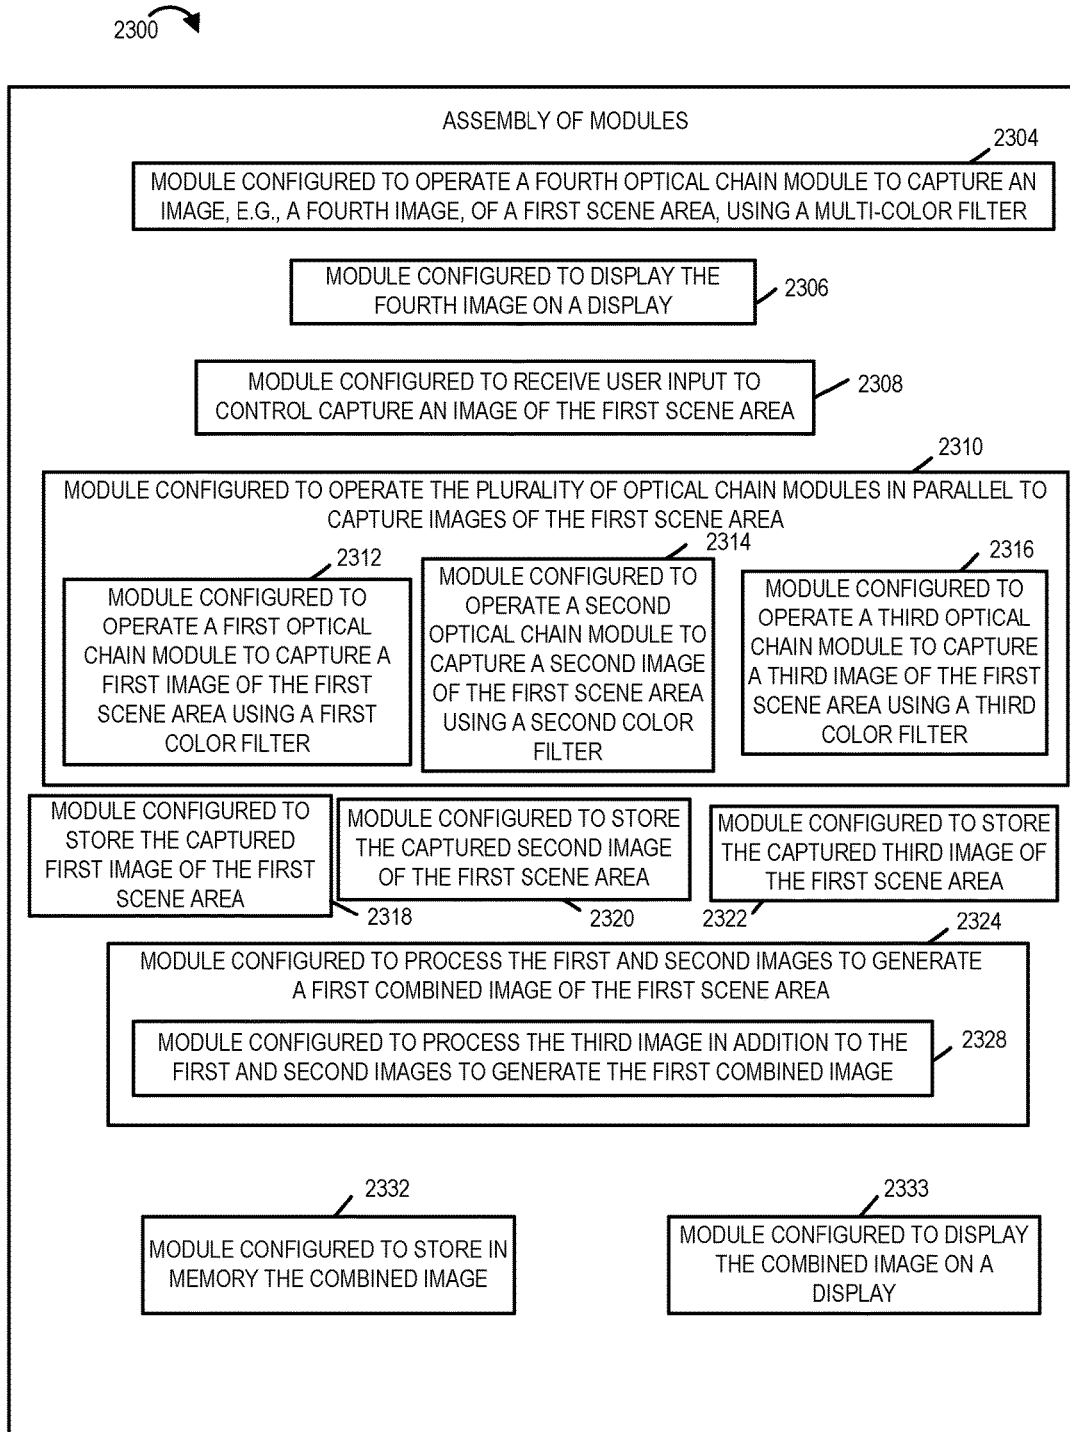 2300
ASSEMBLY OF MODULES
2304
MODULE CONFIGURED TO OPERATE A FOURTH OPTICAL CHAIN MODULE TO CAPTURE AN
IMAGE, E.G., A FOURTH IMAGE, OF A FIRST SCENE AREA, USING A MULTI-COLOR FILTER
MODULE CONFIGURED TO DISPLAY THE
FOURTH IMAGE ON A DISPLAY
2306
MODULE CONFIGURED TO RECEIVE USER INPUT TO
CONTROL CAPTURE AN IMAGE OF THE FIRST SCENE AREA
2308
2310
MODULE CONFIGURED TO OPERATE THE PLURALITY OF OPTICAL CHAIN MODULES IN PARALLEL TO
CAPTURE IMAGES OF THE FIRST SCENE AREA
2312
MODULE CONFIGURED TO
OPERATE A FIRST OPTICAL
CHAIN MODULE TO CAPTURE A
FIRST IMAGE OF THE FIRST
SCENE AREA USING A FIRST
COLOR FILTER
2314
MODULE CONFIGURED TO
OPERATE A SECOND
OPTICAL CHAIN MODULE TO
CAPTURE A SECOND IMAGE
OF THE FIRST SCENE AREA
USING A SECOND COLOR
FILTER
2316
MODULE CONFIGURED TO
OPERATE A THIRD OPTICAL
CHAIN MODULE TO CAPTURE
A THIRD IMAGE OF THE FIRST
SCENE AREA USING A THIRD
COLOR FILTER
MODULE CONFIGURED TO
STORE THE CAPTURED
FIRST IMAGE OF THE FIRST
SCENE AREA
2318
MODULE CONFIGURED TO STORE
THE CAPTURED SECOND IMAGE
OF THE FIRST SCENE AREA
2320
MODULE CONFIGURED TO STORE
THE CAPTURED THIRD IMAGE OF
THE FIRST SCENE AREA
2322
2324
MODULE CONFIGURED TO PROCESS THE FIRST AND SECOND IMAGES TO GENERATE
A FIRST COMBINED IMAGE OF THE FIRST SCENE AREA
MODULE CONFIGURED TO PROCESS THE THIRD IMAGE IN ADDITION TO THE
FIRST AND SECOND IMAGES TO GENERATE THE FIRST COMBINED IMAGE
2328
2332
MODULE CONFIGURED TO STORE IN
MEMORY THE COMBINED IMAGE
2333
MODULE CONFIGURED TO DISPLAY
THE COMBINED IMAGE ON A
DISPLAY